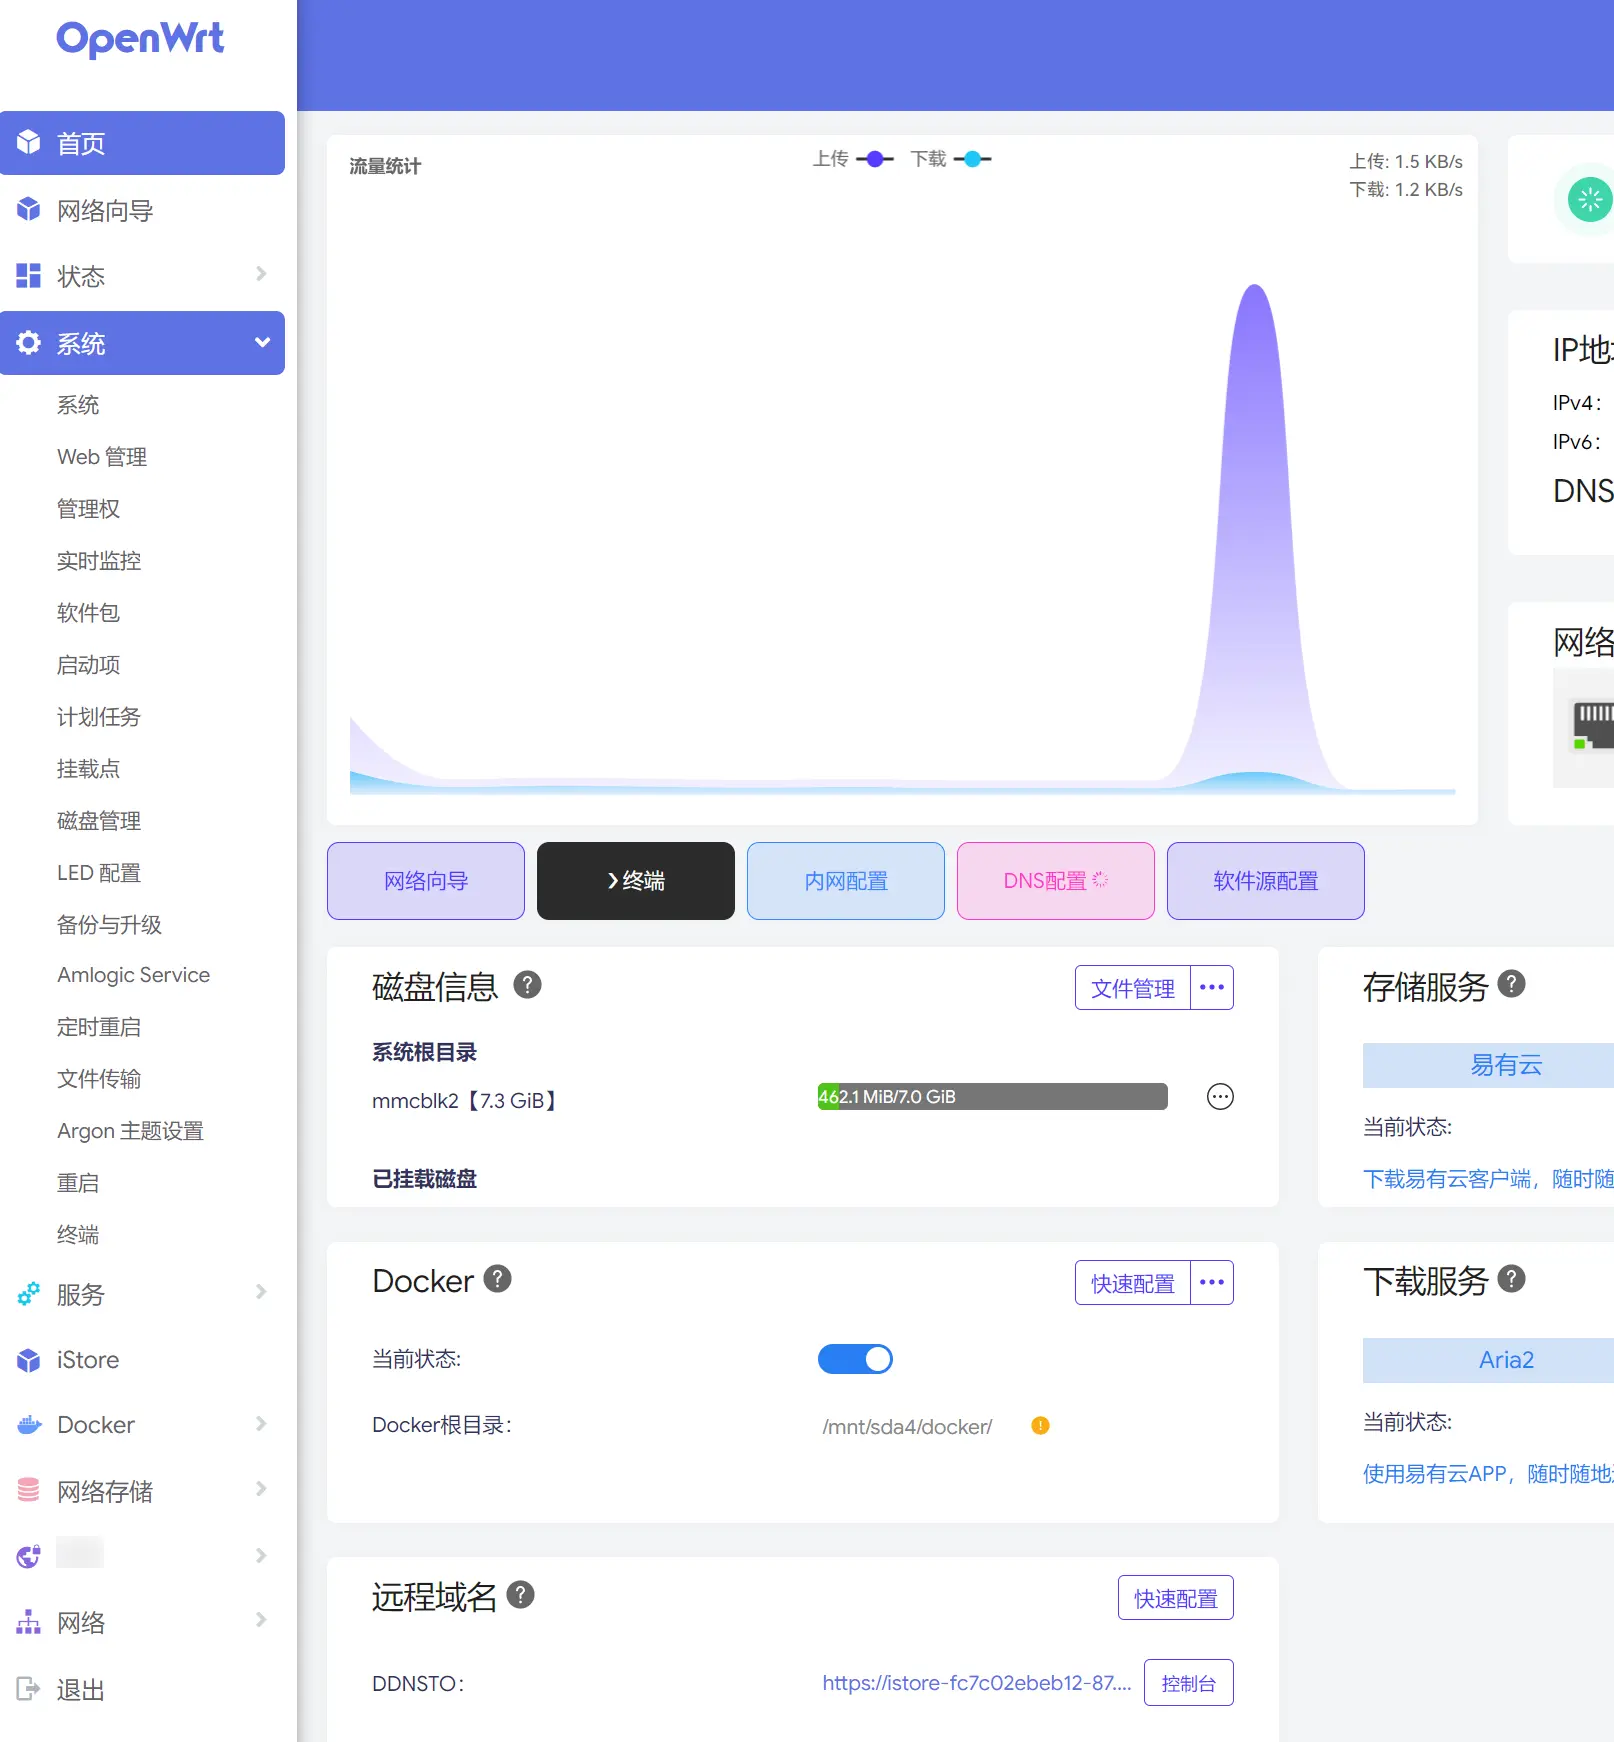 OpenWrt
首页
网络向导
状态
系统
系统
Web 管理
管理权
实时监控
软件包
启动项
计划任务
挂载点
磁盘管理
LED 配置
备份与升级
Amlogic Service
定时重启
文件传输
Argon 主题设置
重启
终端
服务
iStore
Docker
网络存储
网络
退出
流量统计
上传 下载
上传: 1.5 KB/s
下载: 1.2 KB/s
IP地
IPv4:
IPv6:
DNS
网络
网络向导
终端
内网配置
DNS配置
软件源配置
磁盘信息 ?
文件管理 •••
系统根目录
mmcblk2【7.3 GiB】
462.1 MiB/7.0 GiB
已挂载磁盘
存储服务 ?
易有云
当前状态:
下载易有云客户端，随时随
Docker ?
快速配置 •••
当前状态:
Docker根目录:
/mnt/sda4/docker/
下载服务 ?
Aria2
当前状态:
使用易有云APP，随时随地
远程域名 ?
快速配置
DDNSTO:
https://istore-fc7c02ebeb12-87....
控制台